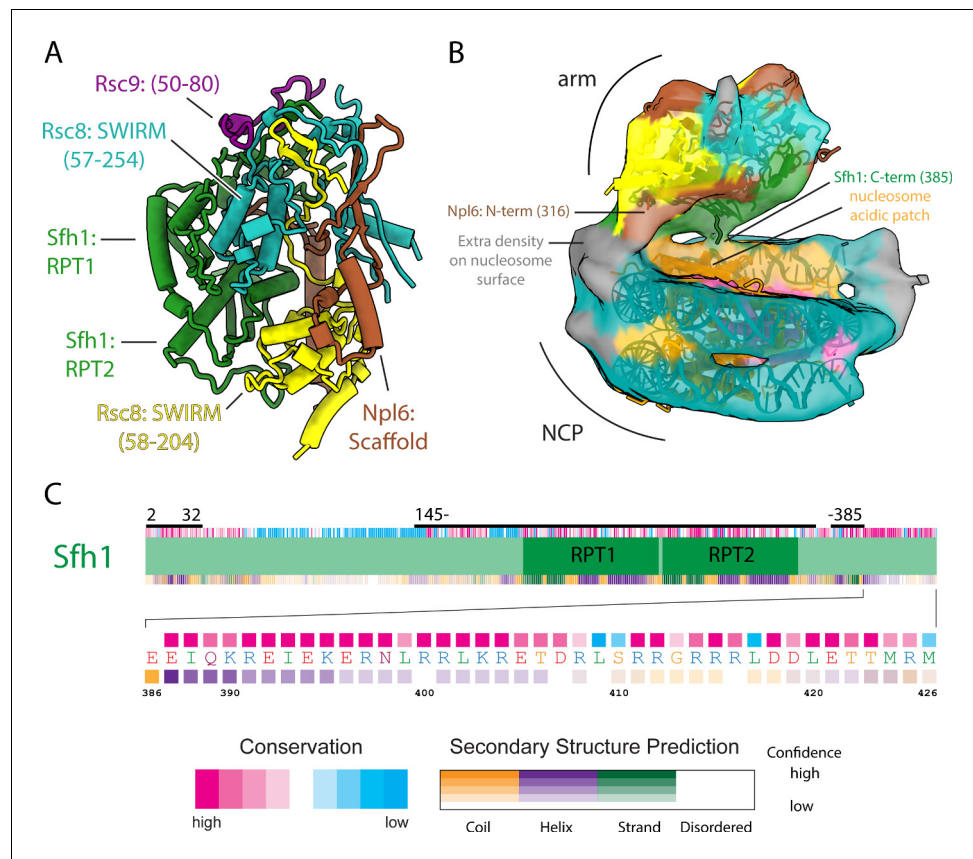 A
Rsc9: (50-80)
Rsc8: SWIRM
(57-254)
Sfh1:
RPT1
Sfh1:
RPT2
Rsc8: SWIRM
(58-204)
Npl6:
Scaffold
B
arm
Sfh1: C-term (385)
nucleosome
acidic patch
Npl6: N-term (316)
Extra density
on nucleosome
surface
NCP
C
2 32 145- -385
Sfh1 RPT1 RPT2
E E I Q K R E I E K E R N L R R L K R E T D R L S R R G R R R L D D L E T T M R M
386 390 400 410 420 426
Conservation
high low
Secondary Structure Prediction
Confidence
high
low
Coil Helix Strand Disordered